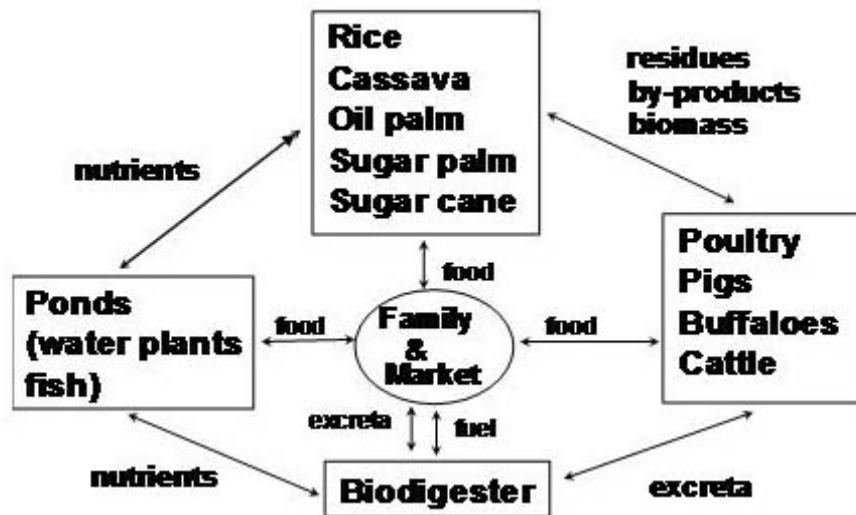 Rice
Cassava
Oil palm
Sugar palm
Sugar cane
residues
by-products
biomass
nutrients
food
Ponds
(water plants
fish)
food
Family
&
Market
food
Poultry
Pigs
Buffaloes
Cattle
excreta
fuel
nutrients
Biodigester
excreta